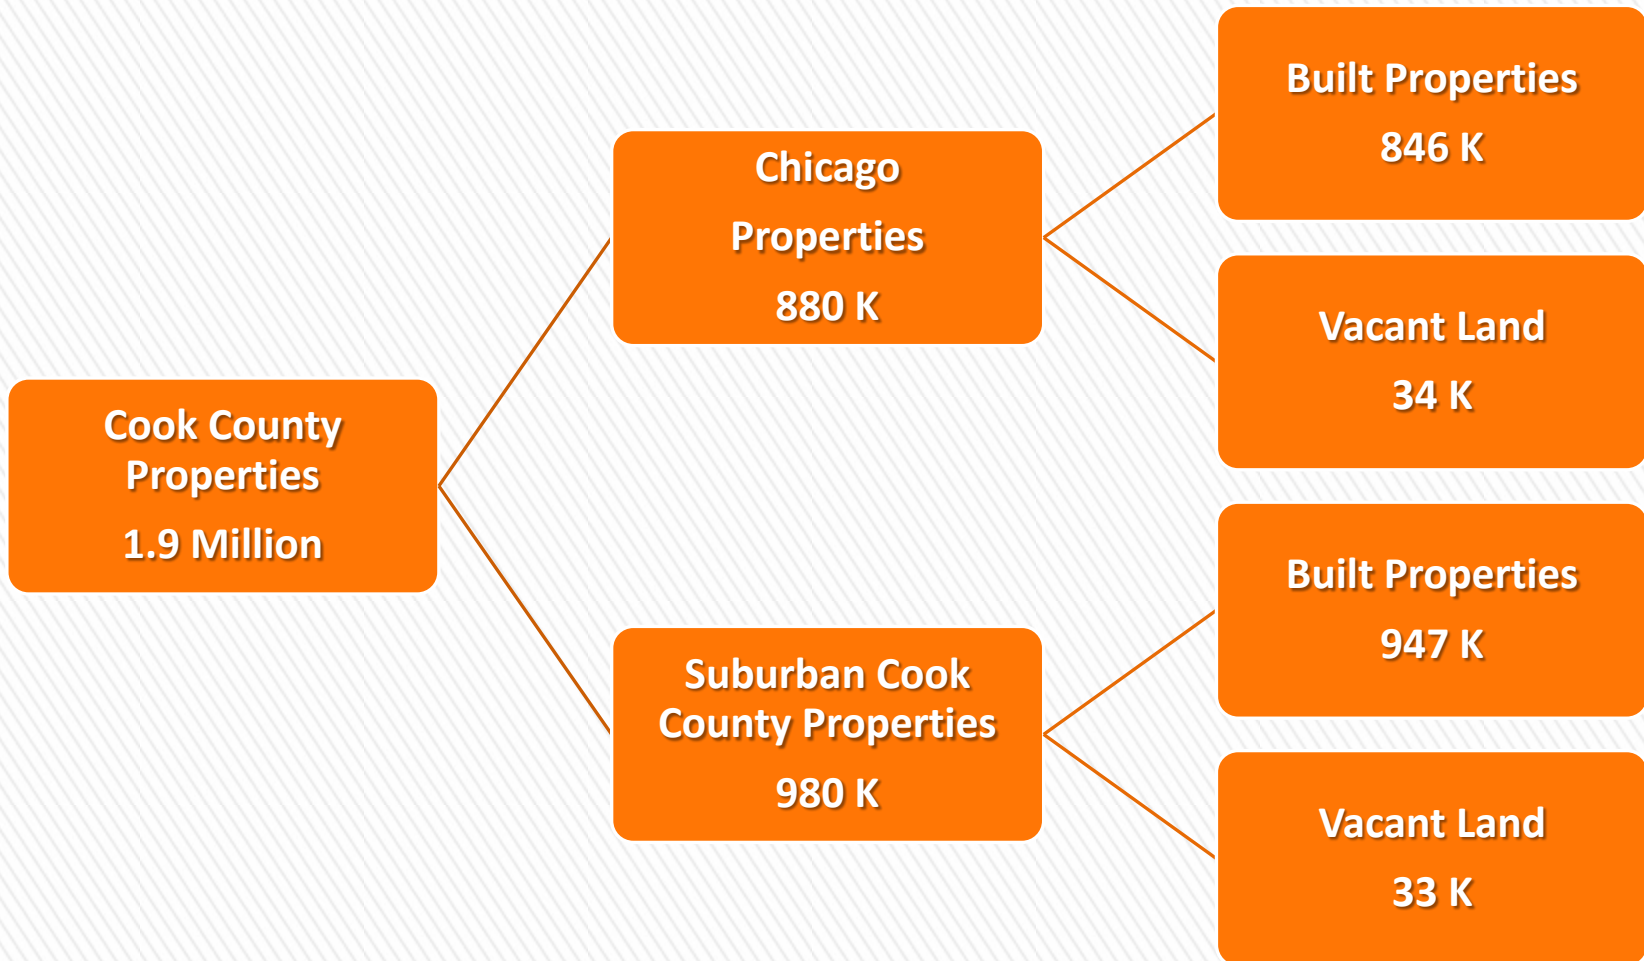 Cook County
Properties
1.9 Million
Chicago
Properties
880 K
Built Properties
846 K
Vacant Land
34 K
Suburban Cook
County Properties
980 K
Built Properties
947 K
Vacant Land
33 K